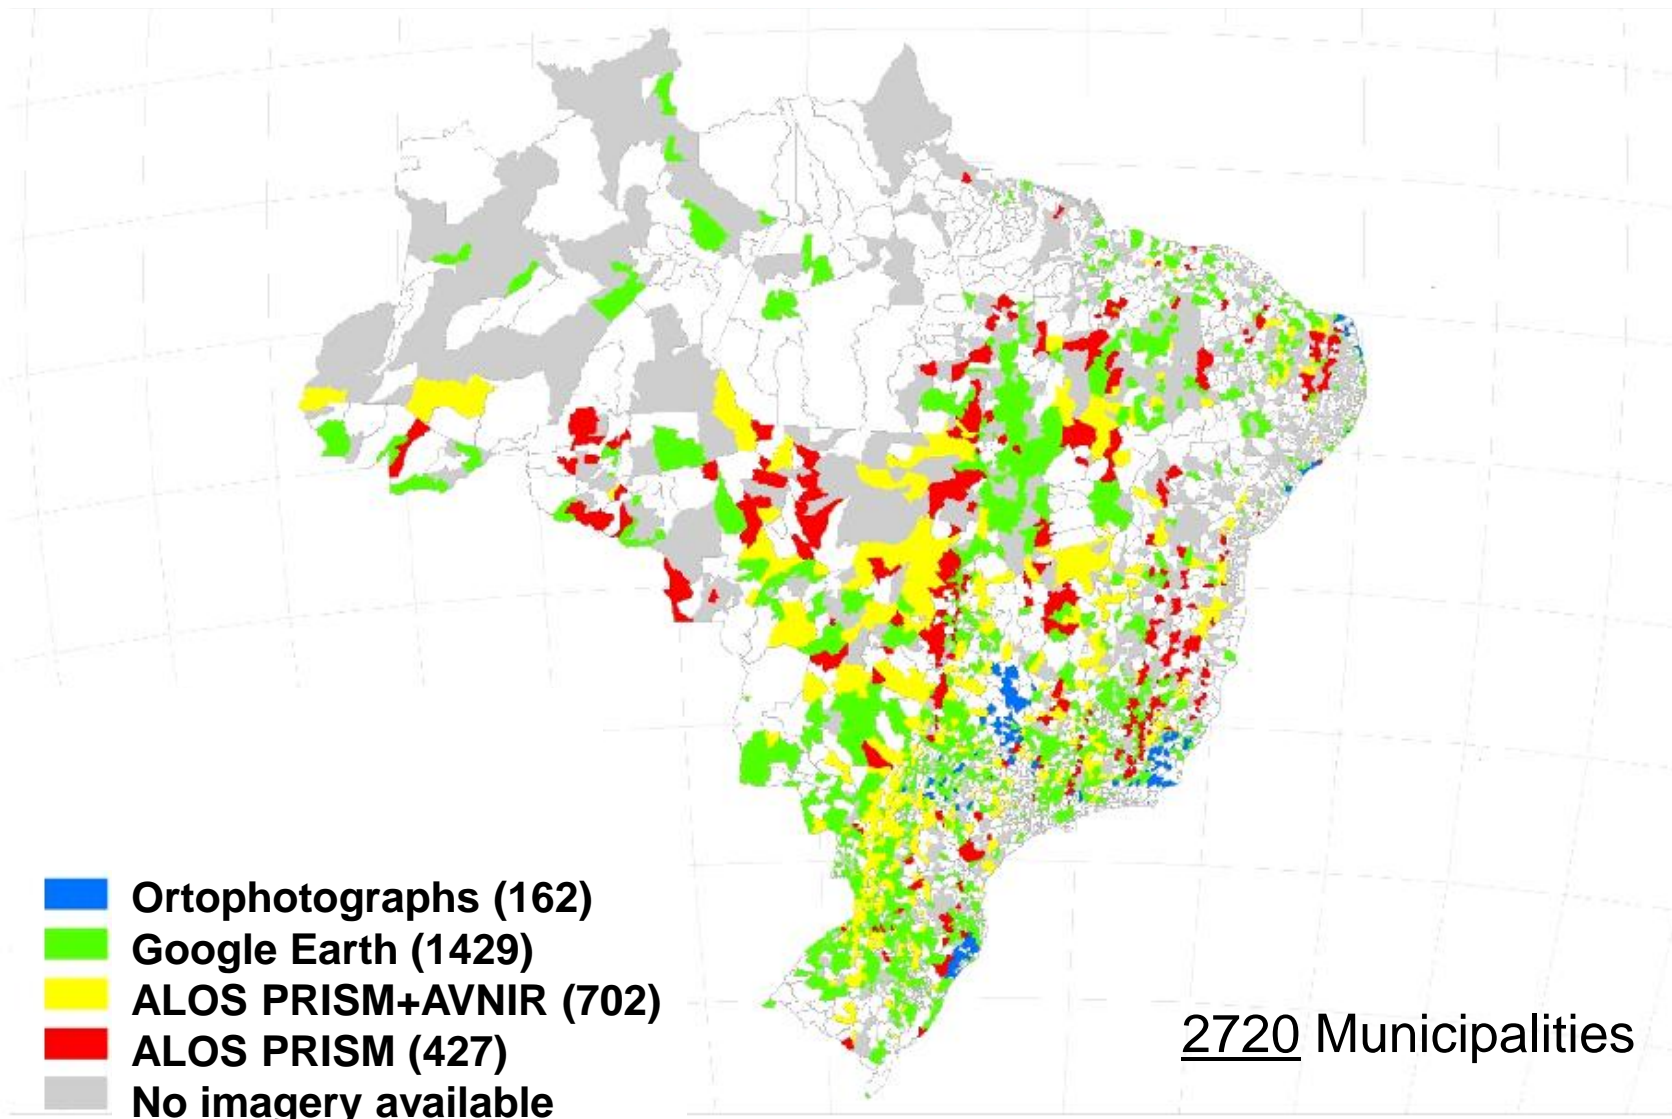 Ortophotographs (162)
Google Earth (1429)
ALOS PRISM+AVNIR (702)
ALOS PRISM (427)
No imagery available
2720 Municipalities